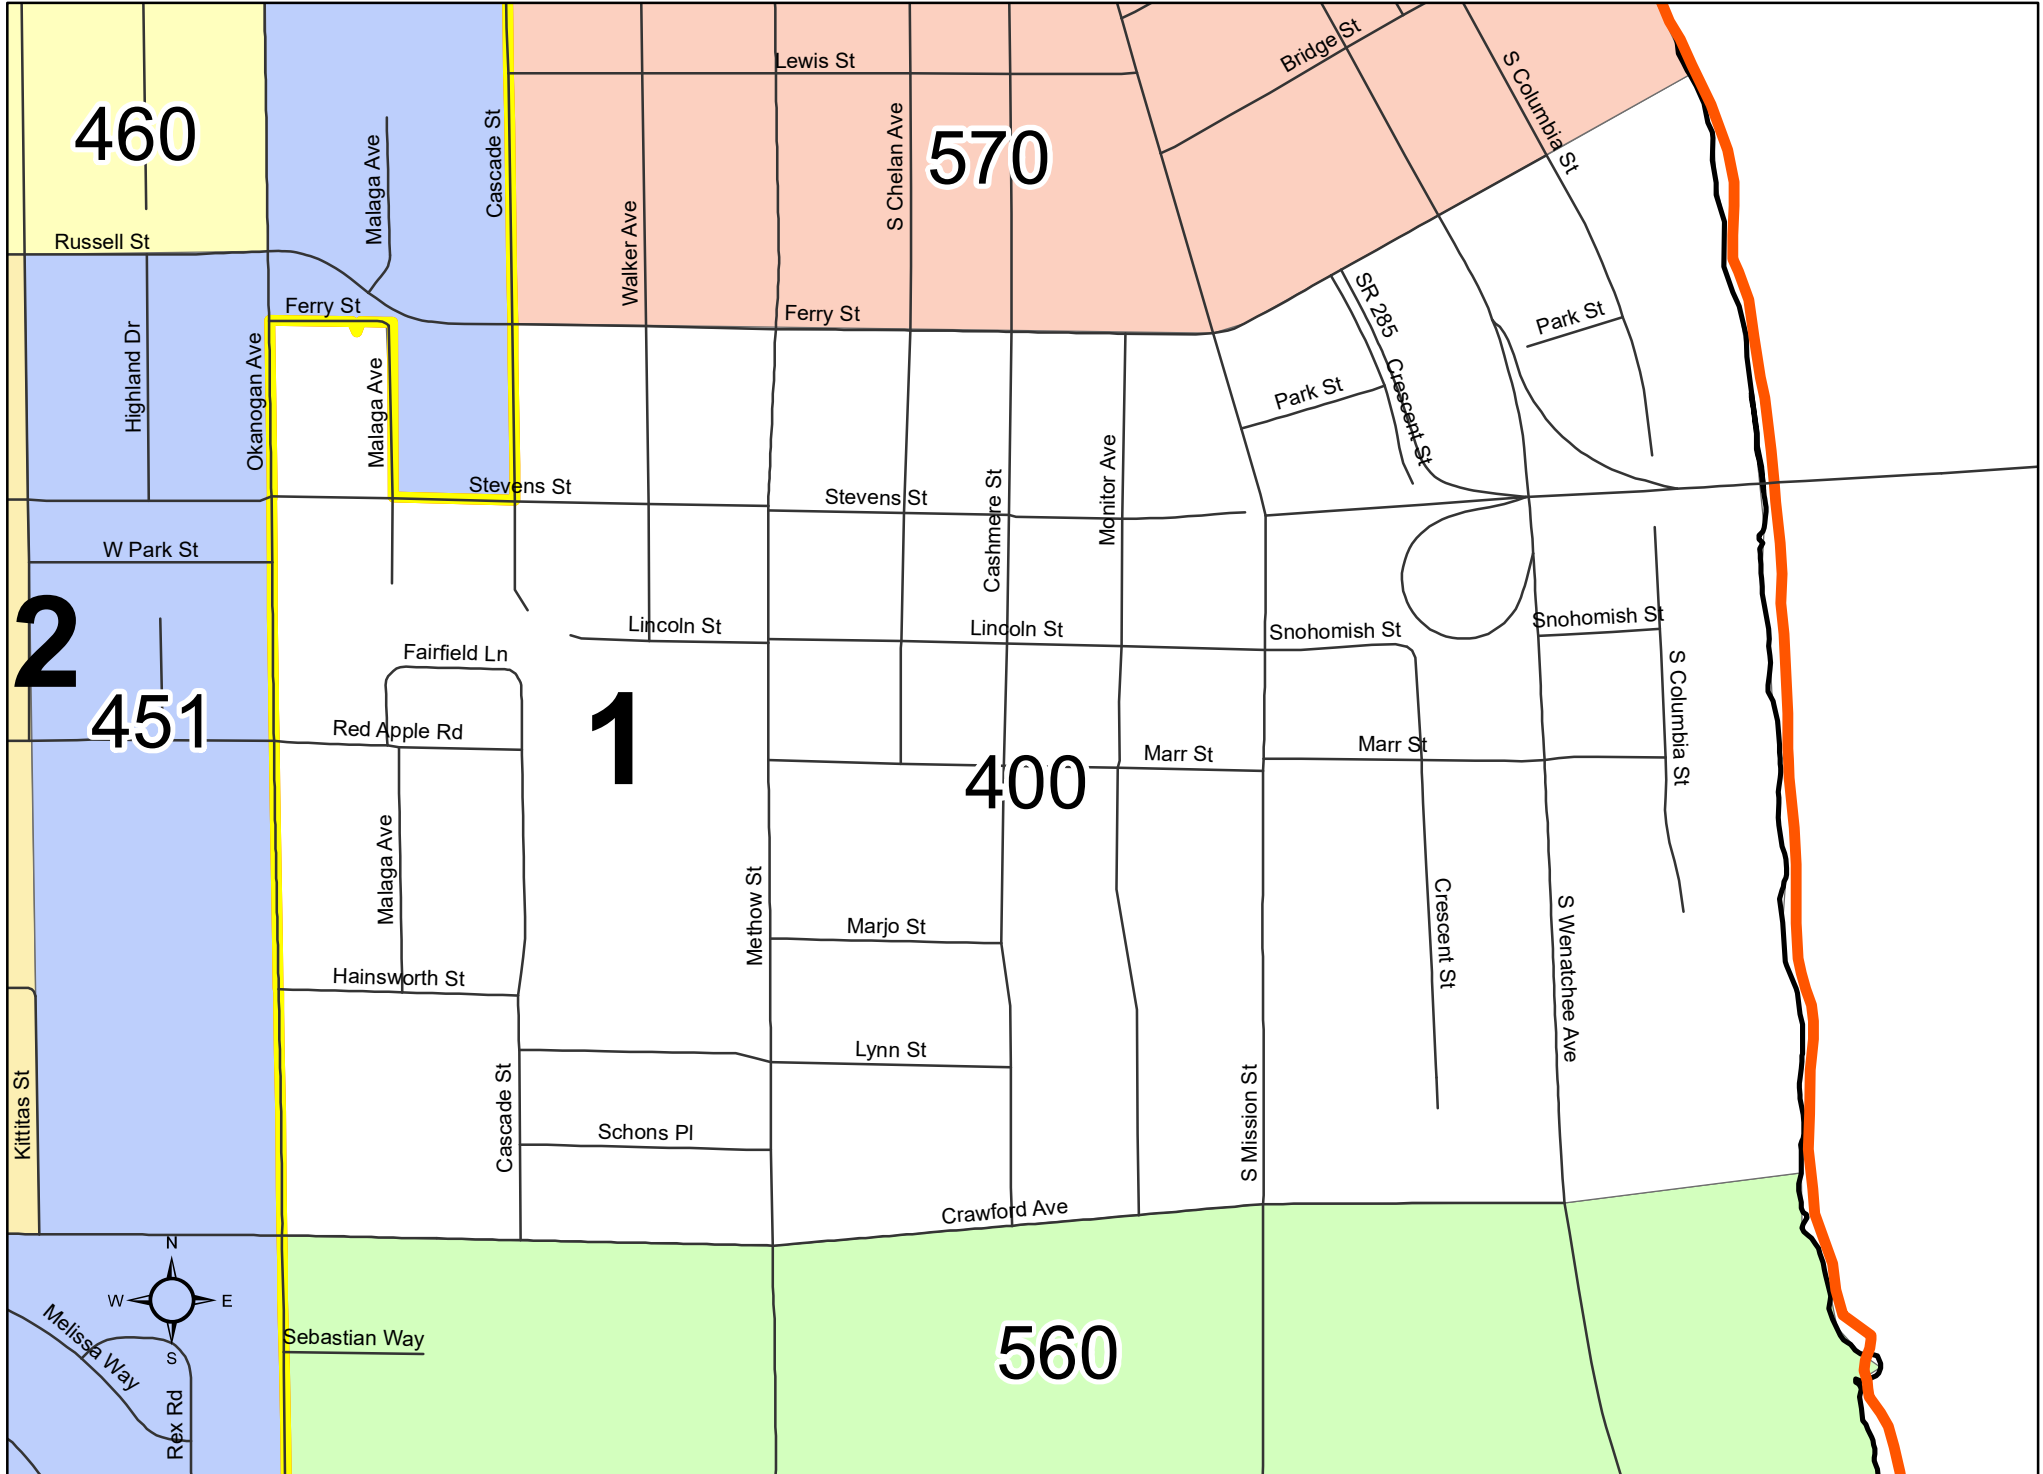 Lewis St
Bridge St
S Columbia St
460
Malaga Ave
Cascade St
S Chelan Ave
570
Russell St
Walker Ave
Ferry St
Ferry St
SR 285
Park St
Highland Dr
Okanogan Ave
Malaga Ave
Park St
Crescent St
Stevens St
Stevens St
Cashmere St
Monitor Ave
W Park St
2
Lincoln St
Lincoln St
Snohomish St
Snohomish St
Fairfield Ln
S Columbia St
451
Red Apple Rd
1
Marr St
Marr St
400
Malaga Ave
Methow St
Marjo St
Crescent St
S Wenatchee Ave
Hainsworth St
Lynn St
Kittitas St
Cascade St
Schons Pl
S Mission St
Crawford Ave
N
W
E
S
Melissa Way
Sebastian Way
560
Rex Rd